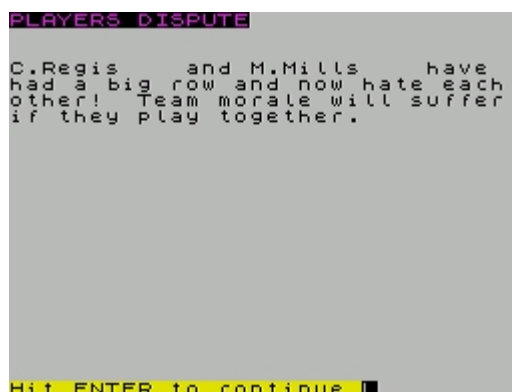 PLAYERS DISPUTE
C.Regis and M.Mills have
had a big row and now hate each
other! Team morale will suffer
if they play together.
Hit ENTER to continue